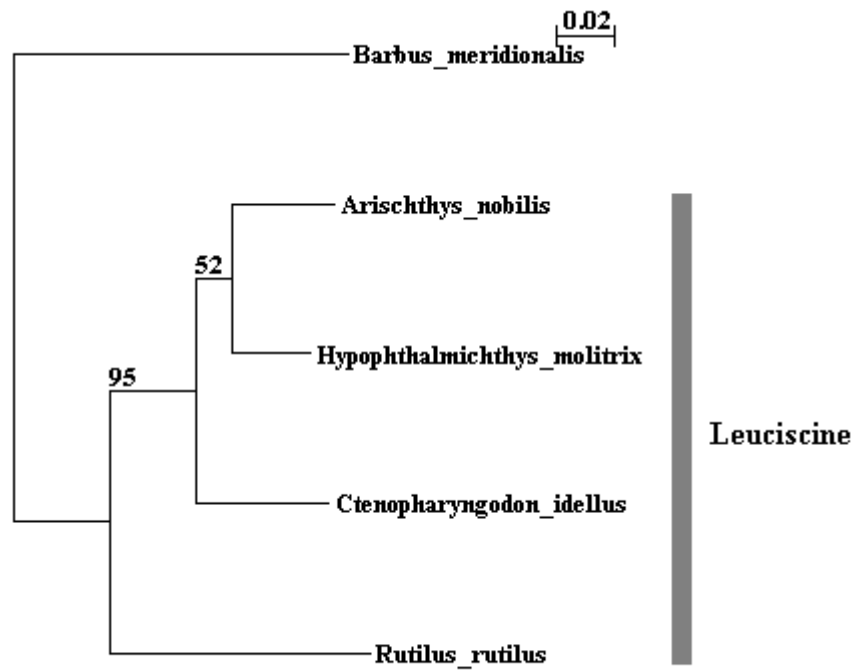 0.02
Barbus_meridionalis
Arischthys_nobilis
52
Hypophthalmichthys_molitrix
95
Leuciscine
Ctenopharyngodon_idellus
Rutilus_rutilus